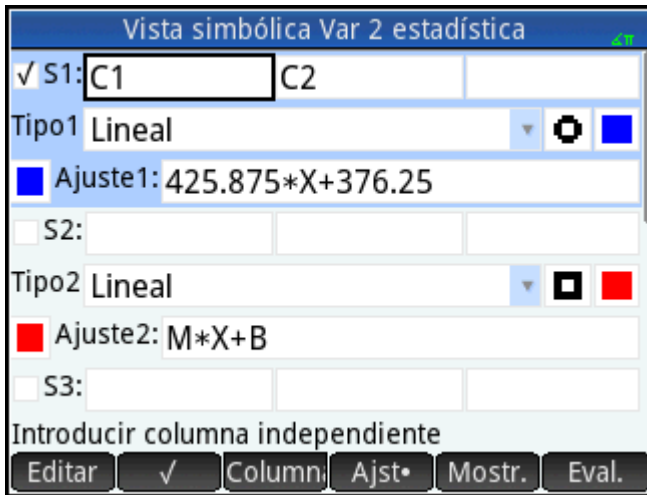 Vista simbólica Var 2 estadística
∡π
√ S1: C1 C2
Tipo1 Lineal
Ajuste1: 425.875*X+376.25
S2:
Tipo2 Lineal
Ajuste2: M*X+B
S3:
Introducir columna independiente
Editar √ Column Ajst• Mostr. Eval.